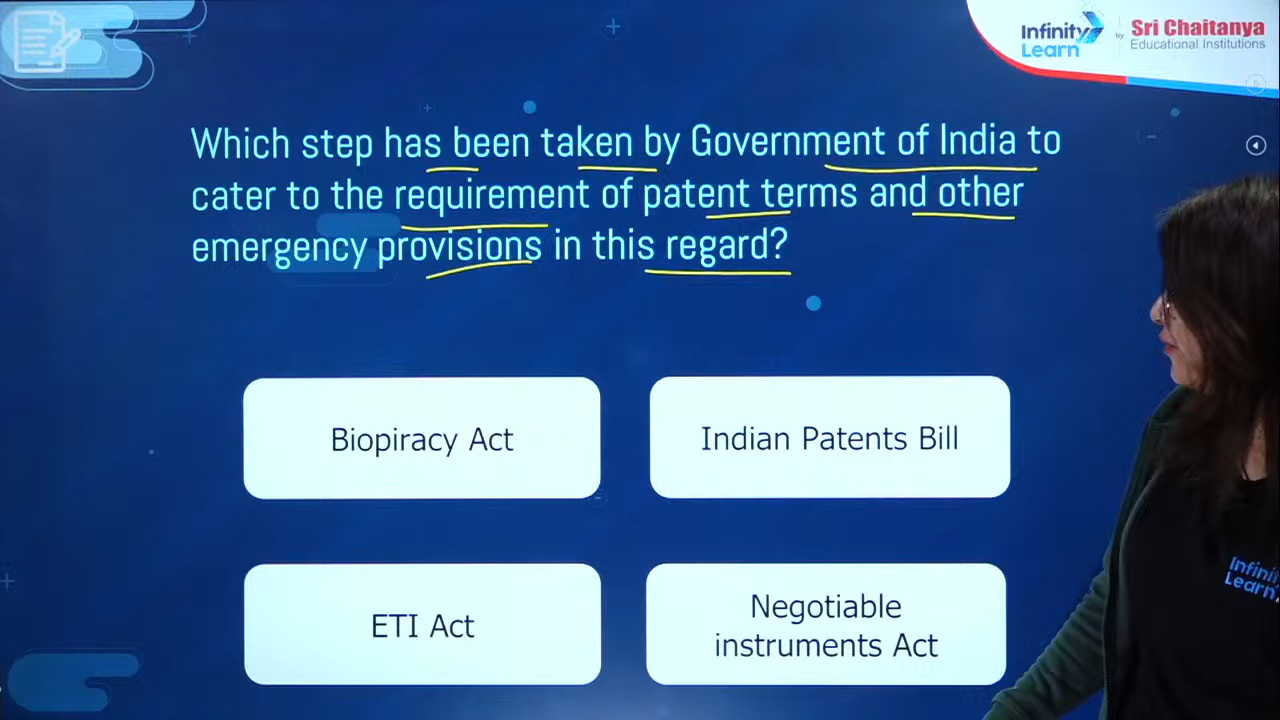 Infinity
Learn
by
Sri Chaitanya
Educational Institutions
Which step has been taken by Government of India to
cater to the requirement of patent terms and other
emergency provisions in this regard?
Biopiracy Act
Indian Patents Bill
ETI Act
Negotiable
instruments Act
Infini
Learn